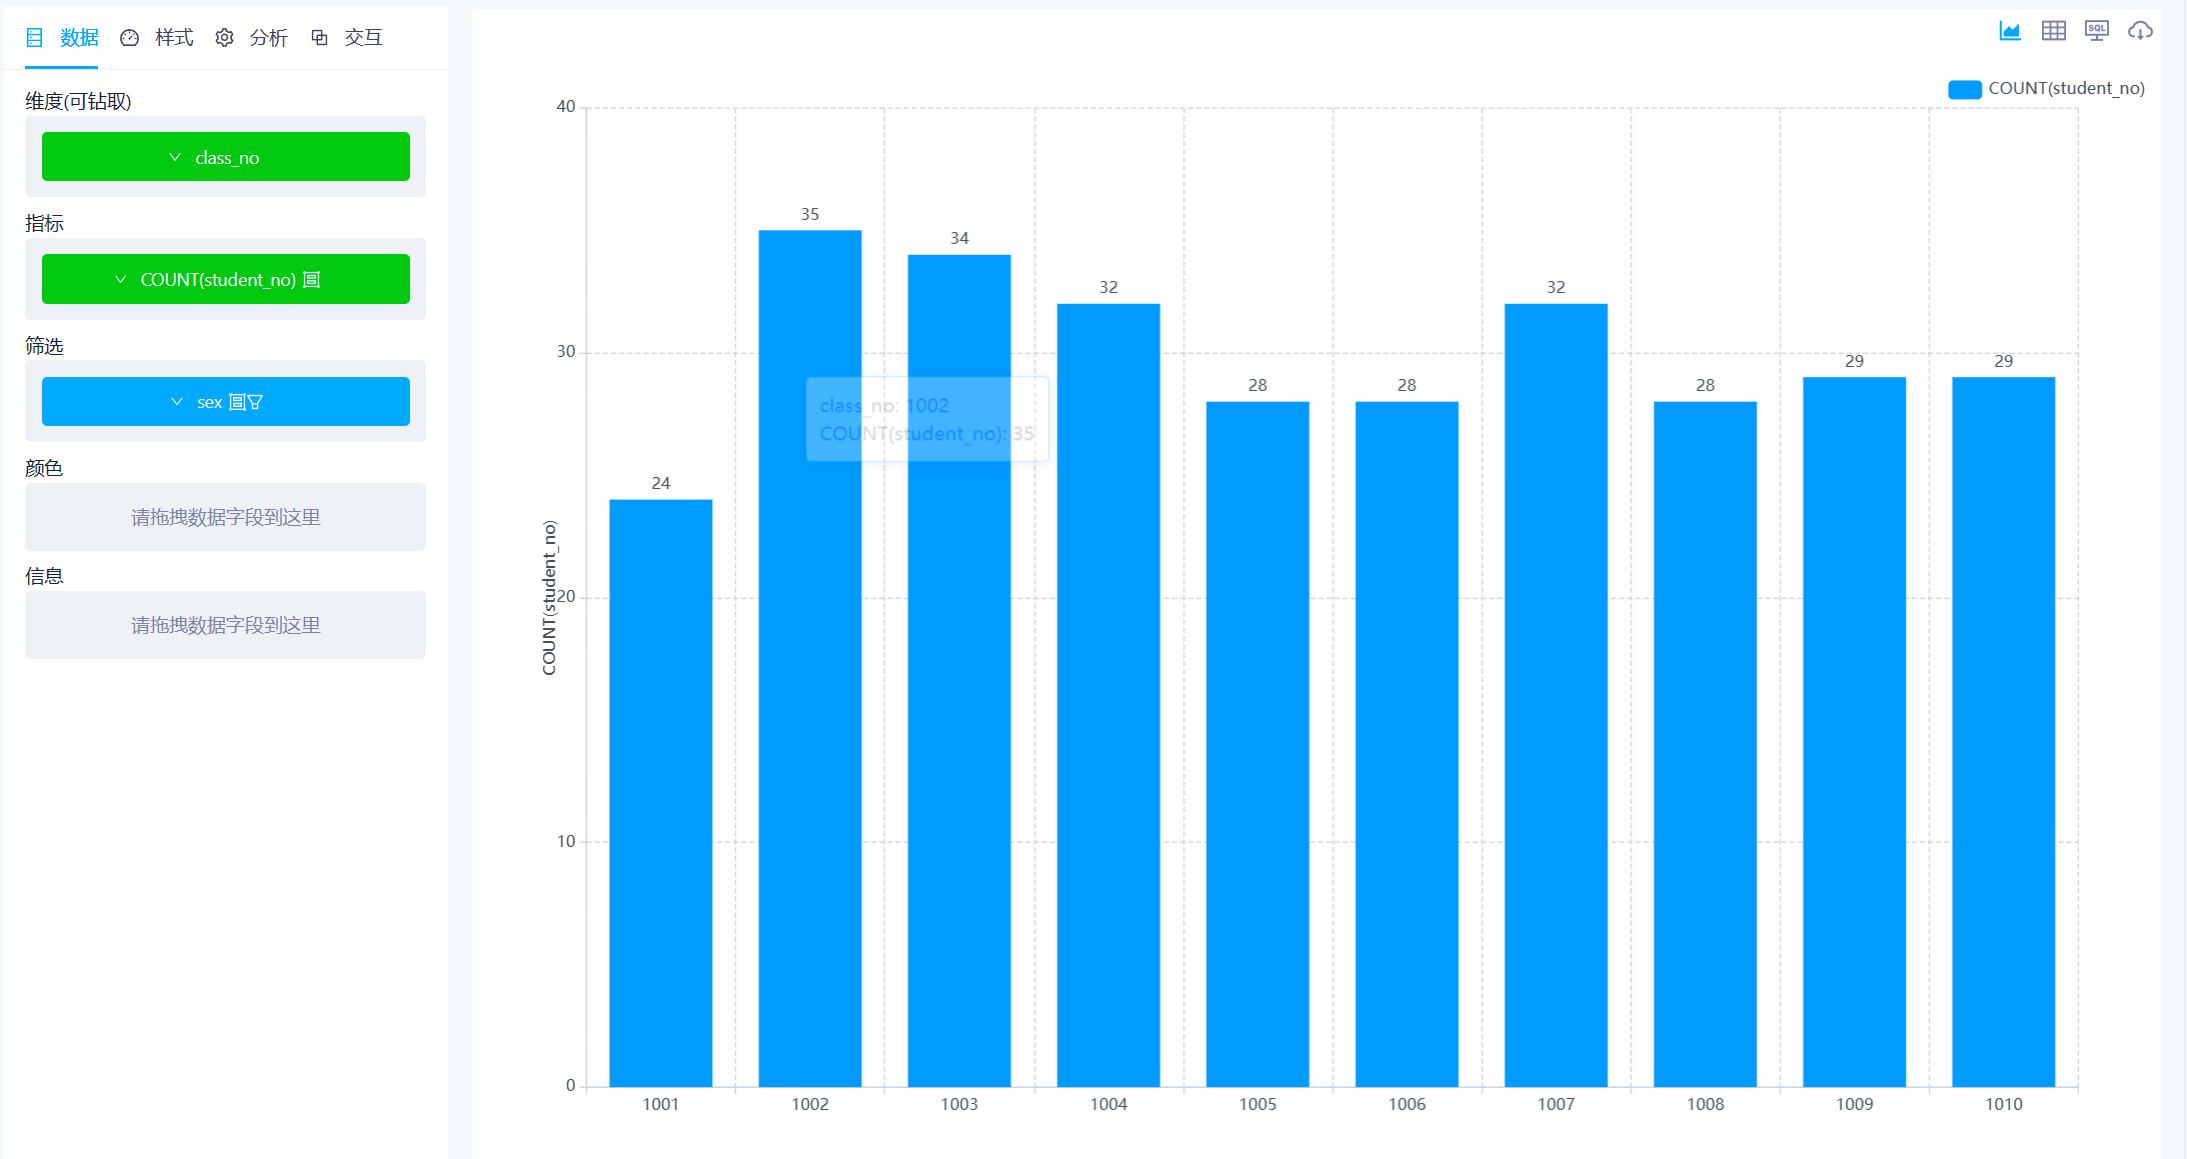 数据 样式 分析 交互
维度(可钻取)
class_no
指标
COUNT(student_no)
筛选
sex
颜色
请拖拽数据字段到这里
信息
请拖拽数据字段到这里
SQL
COUNT(student_no)
COUNT(student_no)
40
30
20
10
0
24
35
34
32
28
28
32
28
29
29
class_no: 1002
COUNT(student_no): 35
1001 1002 1003 1004 1005 1006 1007 1008 1009 1010